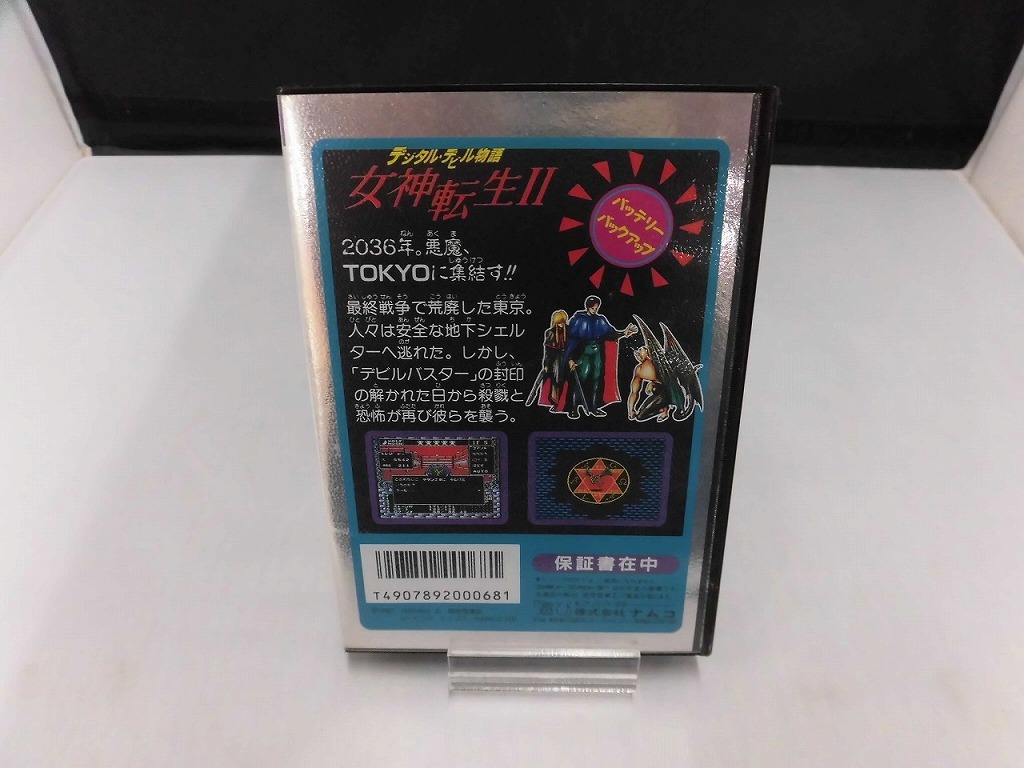 デジタル・デビル物語
女神転生II
バッテリー
バックアップ
2036年。悪魔、
TOKYOに集結す!!
最終戦争で荒廃した東京。
人々は安全な地下シェル
ターへ逃れた。しかし、
「デビルバスター」の封印
の解かれた日から殺戮と
恐怖が再び彼らを襲う。
T4907892000681
保証書在中
株式会社ナムコ